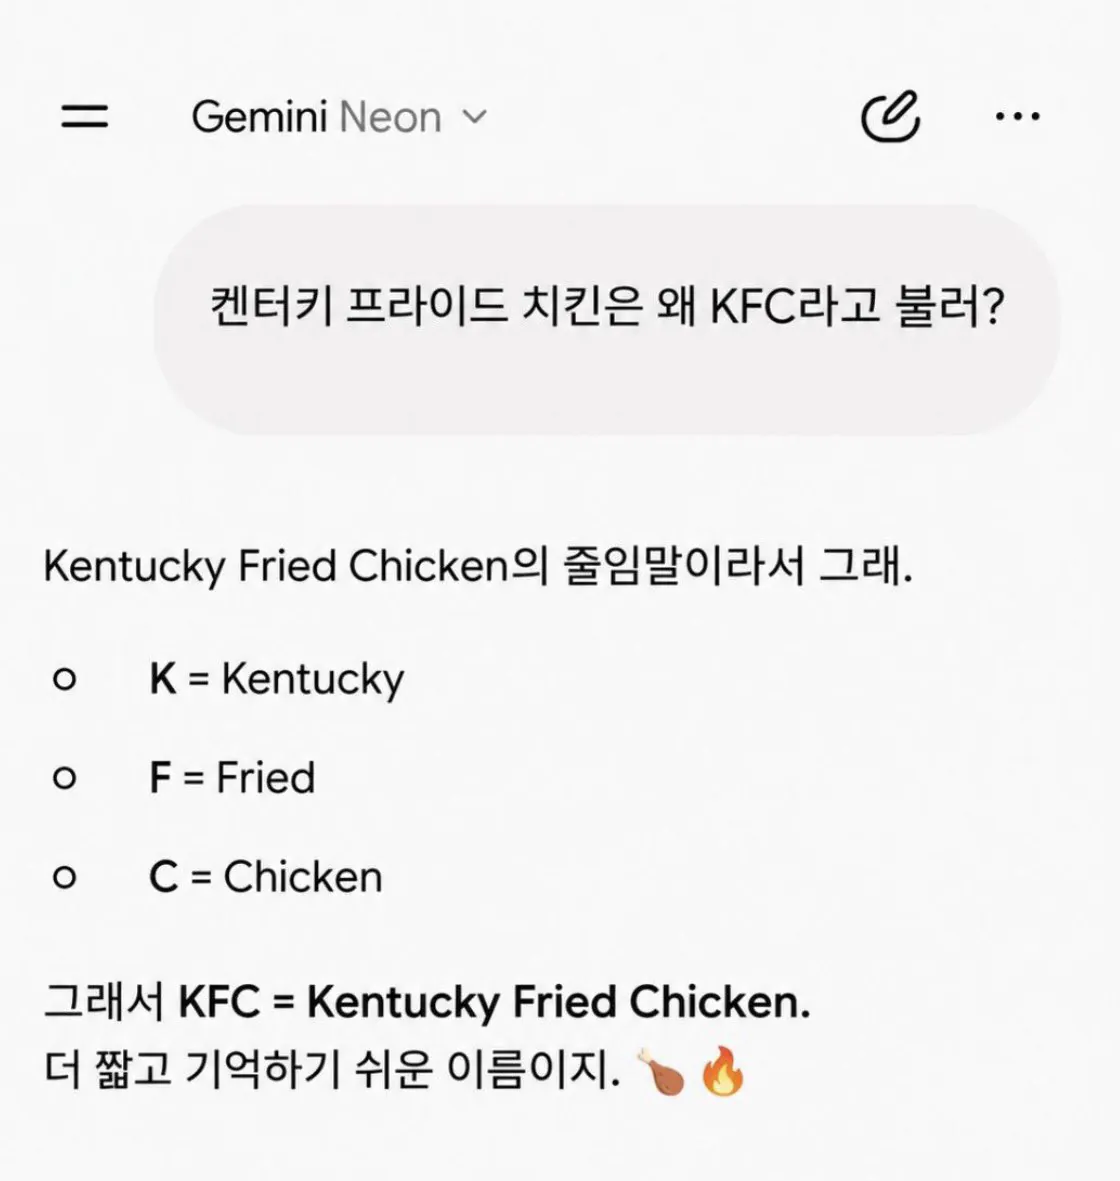 Gemini Neon
켄터키 프라이드 치킨은 왜 KFC라고 불러?
Kentucky Fried Chicken의 줄임말이라서 그래.
K = Kentucky
F = Fried
C = Chicken
그래서 KFC = Kentucky Fried Chicken.
더 짧고 기억하기 쉬운 이름이지. 🍗 🔥